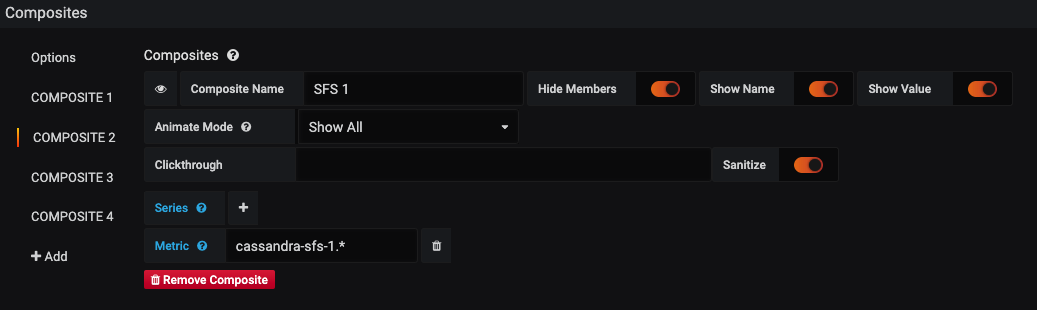 Composites
Options
COMPOSITE 1
COMPOSITE 2
COMPOSITE 3
COMPOSITE 4
+ Add
Composites ?
Composite Name SFS 1 Hide Members Show Name Show Value
Animate Mode ? Show All
Clickthrough Sanitize
Series ? +
Metric ? cassandra-sfs-1.*
Remove Composite